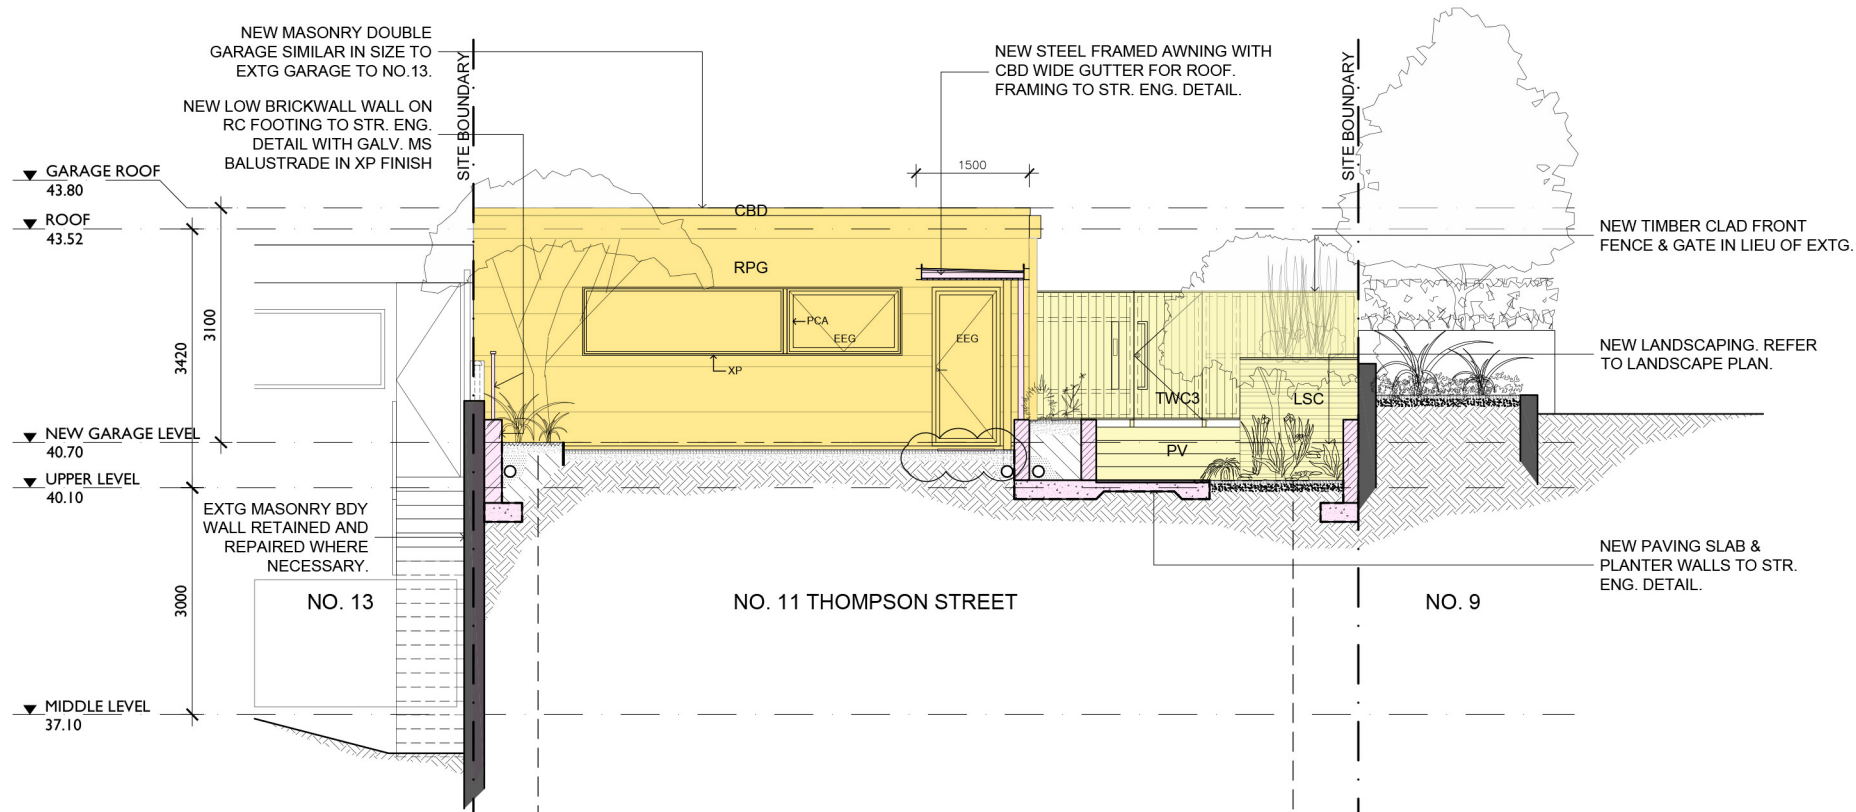 NEW MASONRY DOUBLE
GARAGE SIMILAR IN SIZE TO
EXTG GARAGE TO NO.13.
NEW LOW BRICKWALL WALL ON
RC FOOTING TO STR. ENG.
DETAIL WITH GALV. MS
BALUSTRADE IN XP FINISH
SITE BOUNDARY
NEW STEEL FRAMED AWNING WITH
CBD WIDE GUTTER FOR ROOF.
FRAMING TO STR. ENG. DETAIL.
SITE BOUNDARY
1500
GARAGE ROOF
43.80
ROOF
43.52
CBD
RPG
NEW TIMBER CLAD FRONT
FENCE & GATE IN LIEU OF EXTG.
3100
3420
PCA
EEG
EEG
XP
NEW LANDSCAPING. REFER
TO LANDSCAPE PLAN.
TWC3
LSC
PV
NEW GARAGE LEVEL
40.70
UPPER LEVEL
40.10
EXTG MASONRY BDY
WALL RETAINED AND
REPAIRED WHERE
NECESSARY.
NEW PAVING SLAB &
PLANTER WALLS TO STR.
ENG. DETAIL.
3000
NO. 13
NO. 11 THOMPSON STREET
NO. 9
MIDDLE LEVEL
37.10